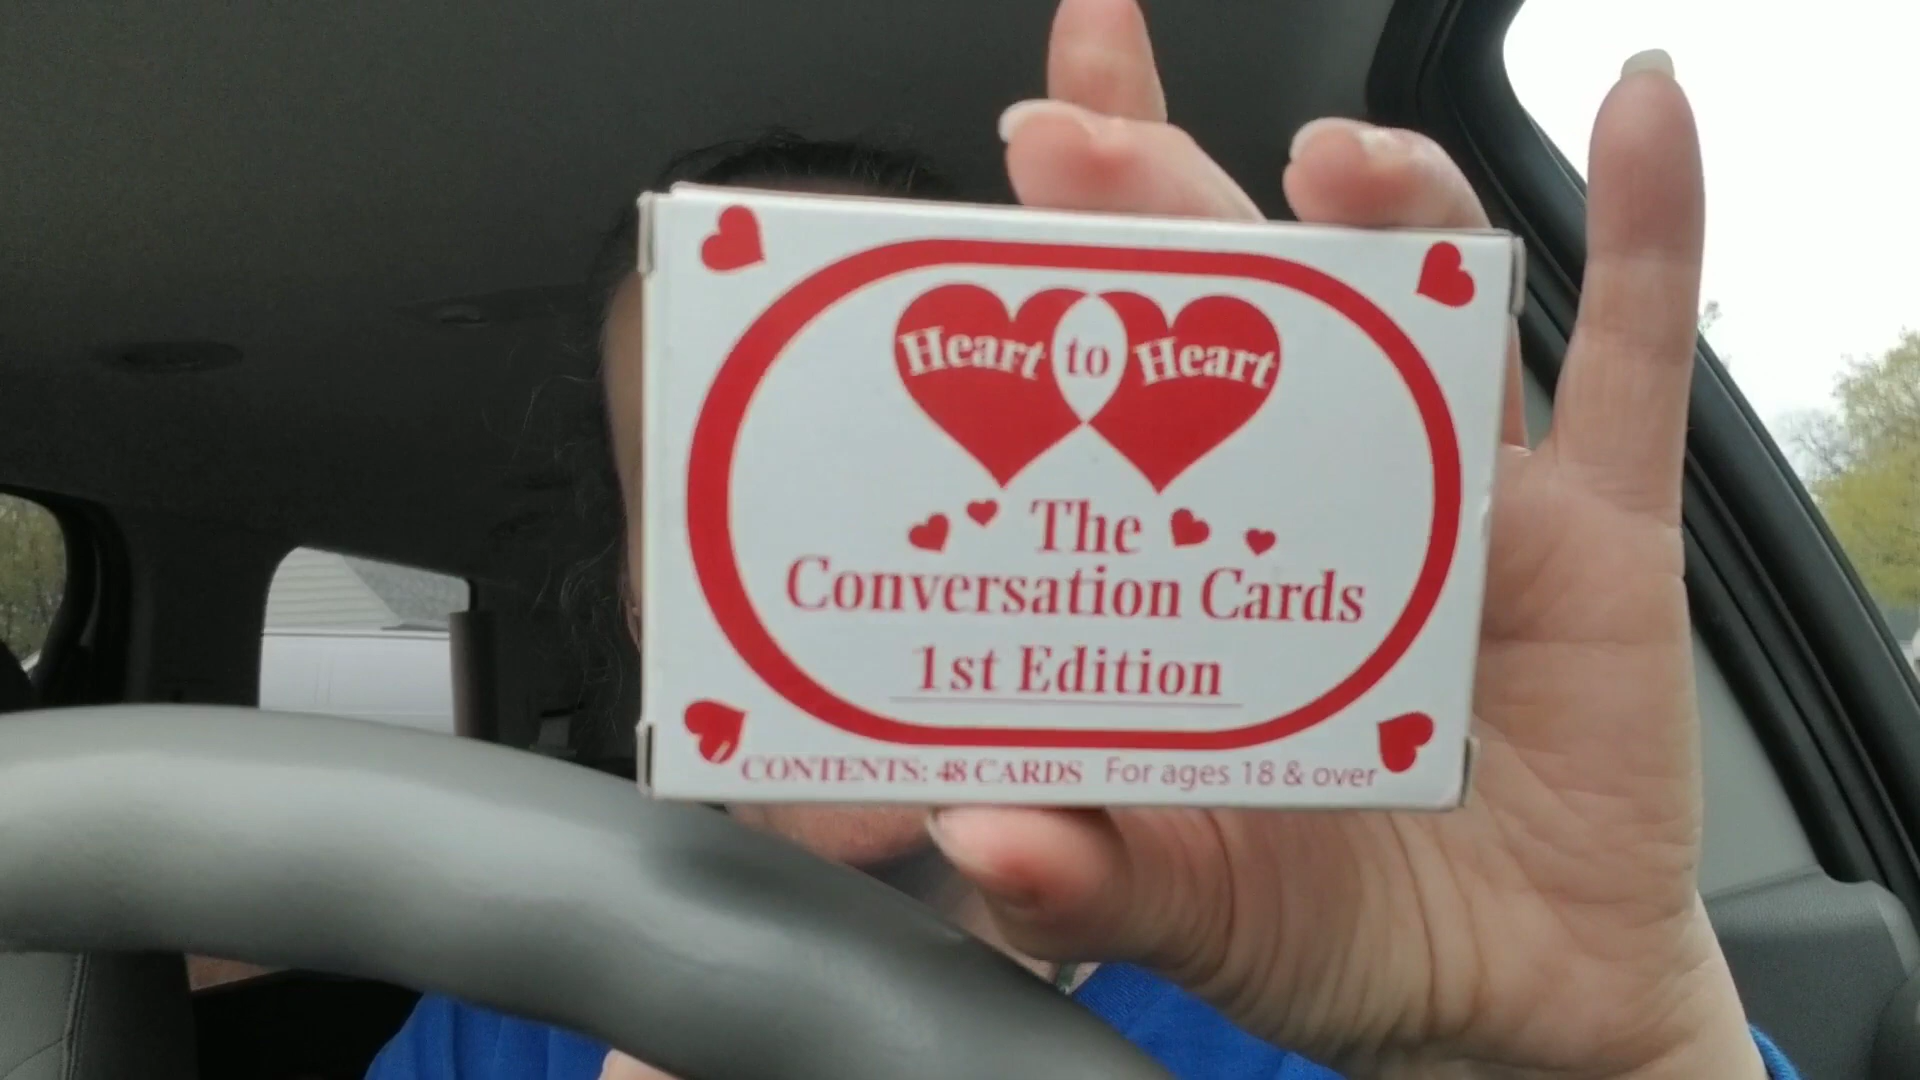 Heart to Heart
The
Conversation Cards
1st Edition
CONTENTS: 48 CARDS For ages 18 & over